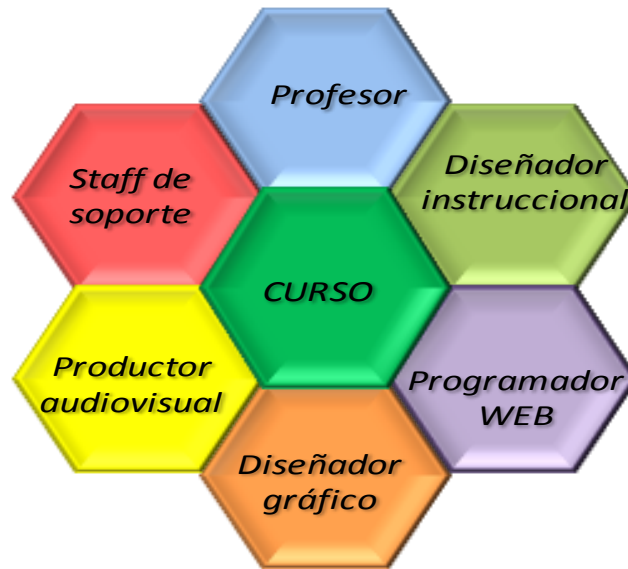 Profesor
Staff de
soporte
Diseñador
instruccional
CURSO
Productor
audiovisual
Programador
WEB
Diseñador
gráfico